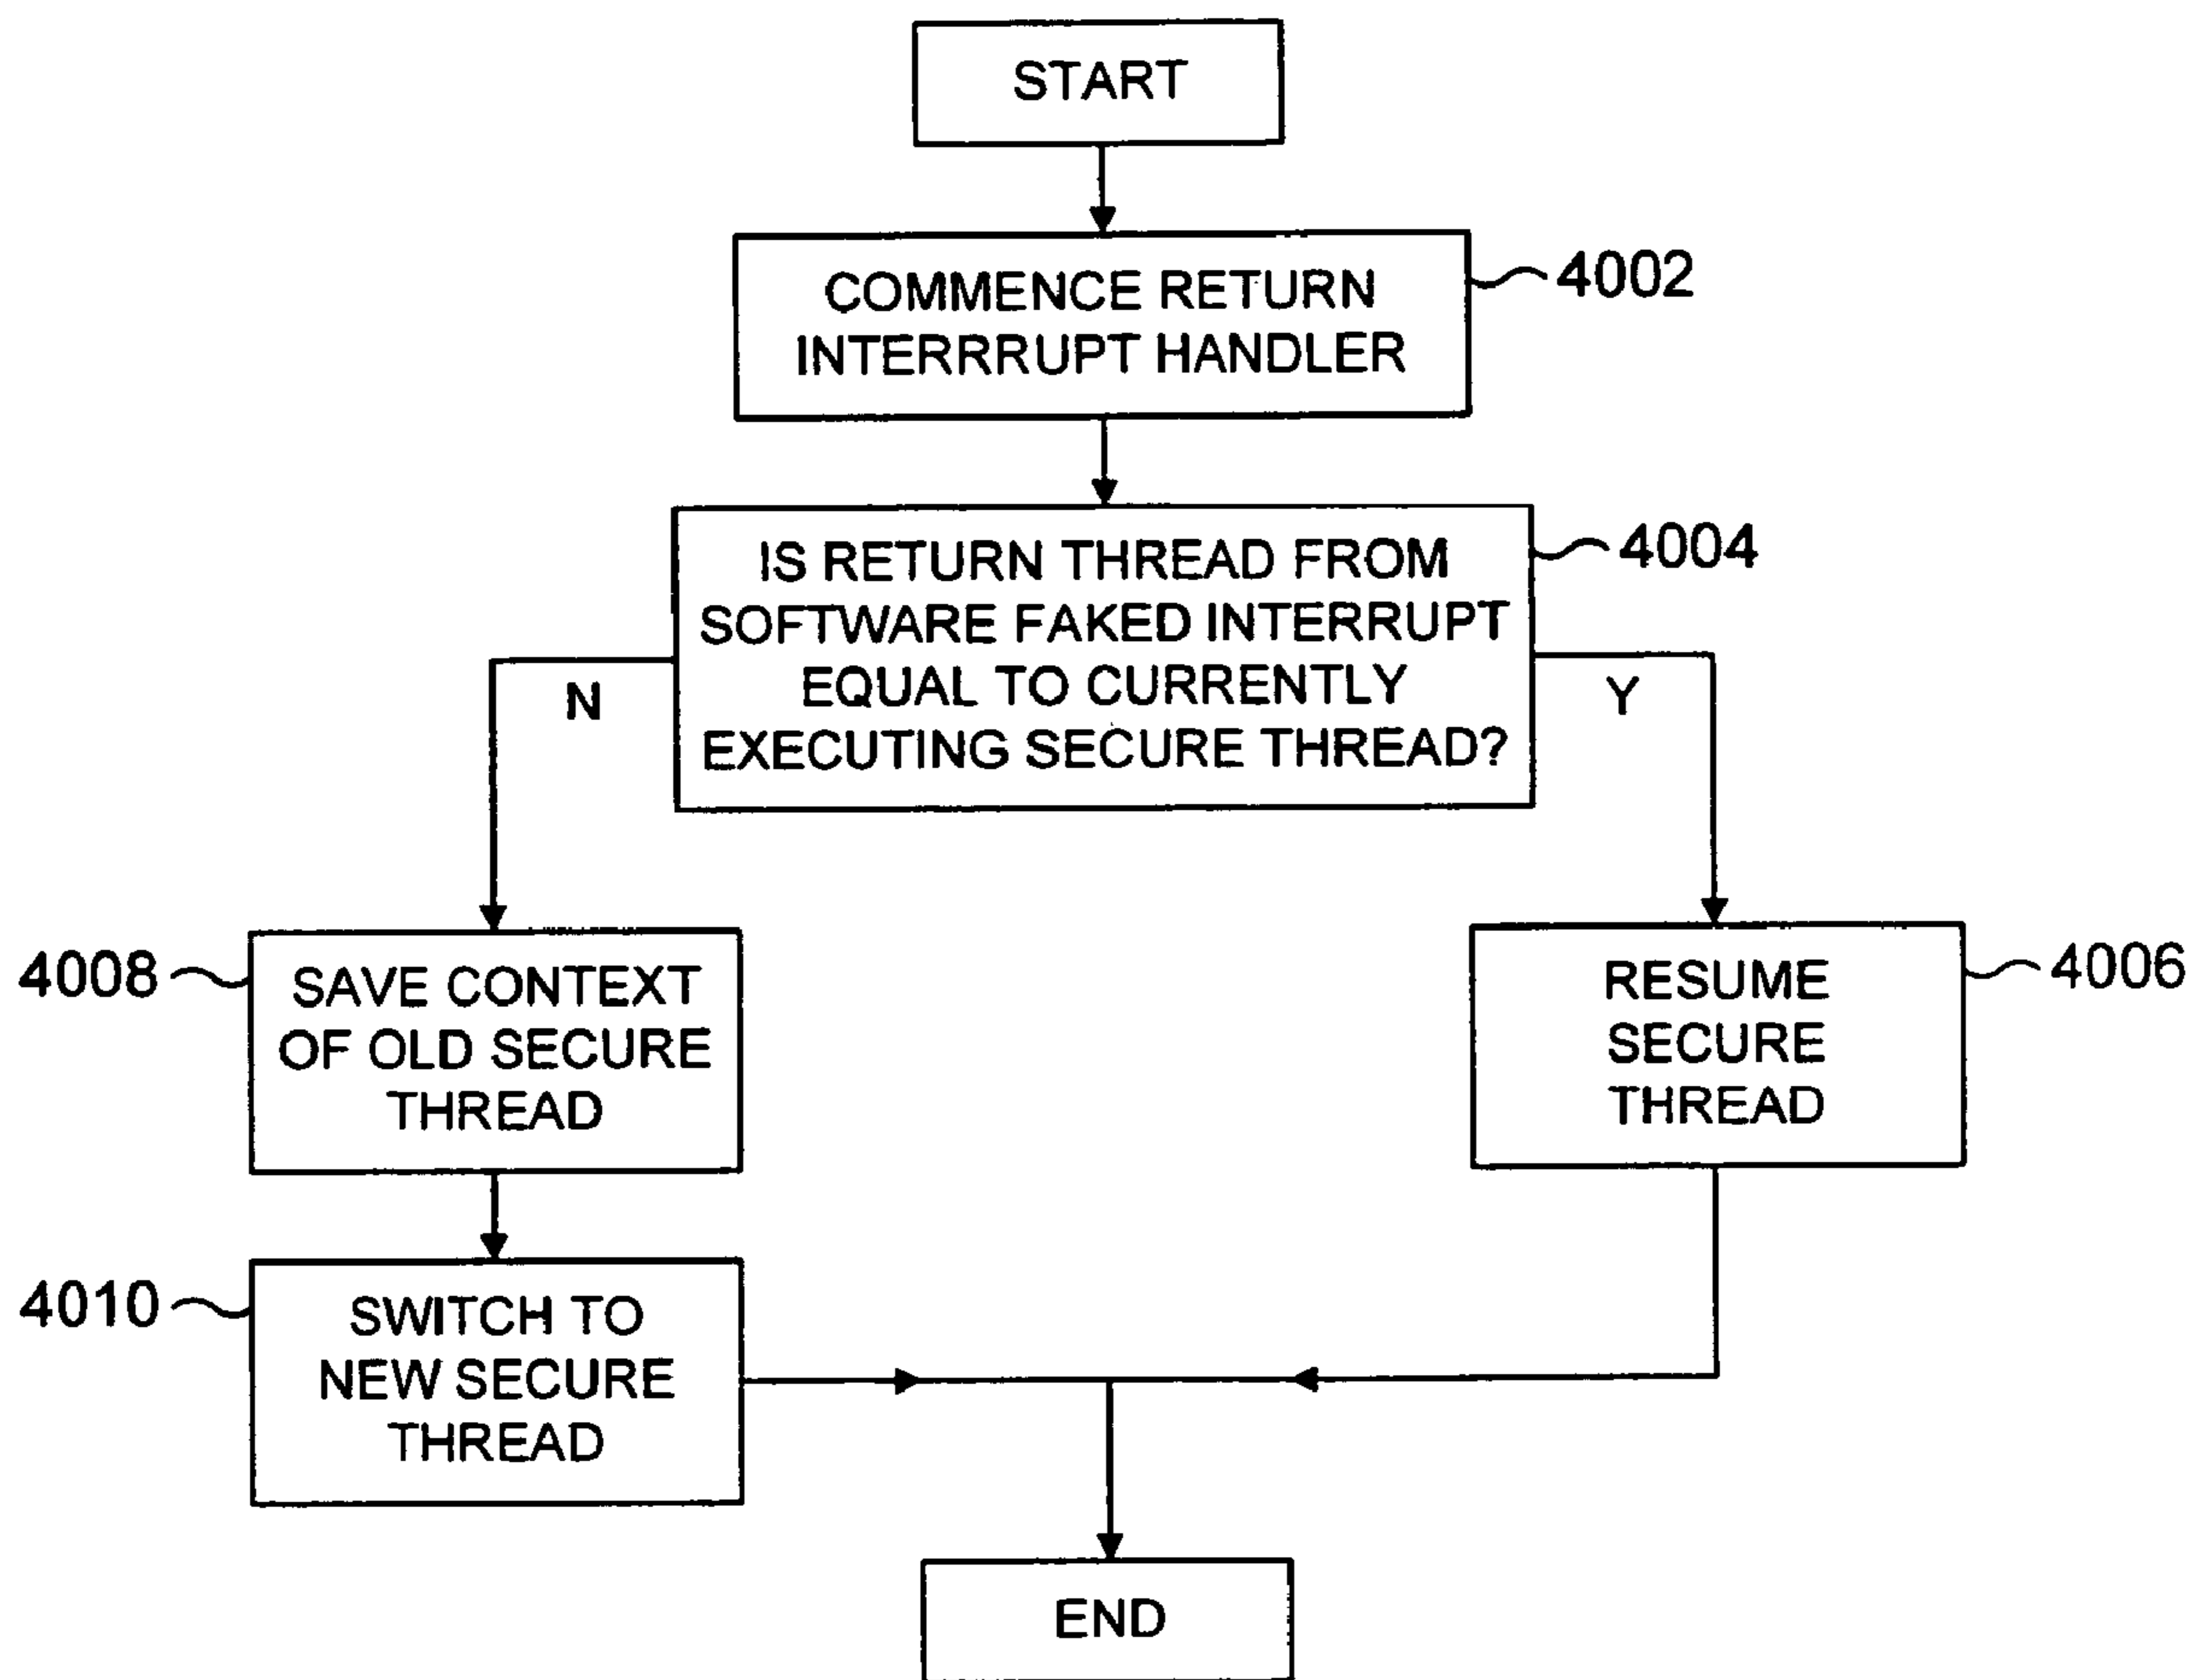 START
COMMENCE RETURN
INTERRRUPT HANDLER
4002
IS RETURN THREAD FROM
SOFTWARE FAKED INTERRUPT
EQUAL TO CURRENTLY
EXECUTING SECURE THREAD?
4004
N
Y
4008
SAVE CONTEXT
OF OLD SECURE
THREAD
RESUME
SECURE
THREAD
4006
4010
SWITCH TO
NEW SECURE
THREAD
END